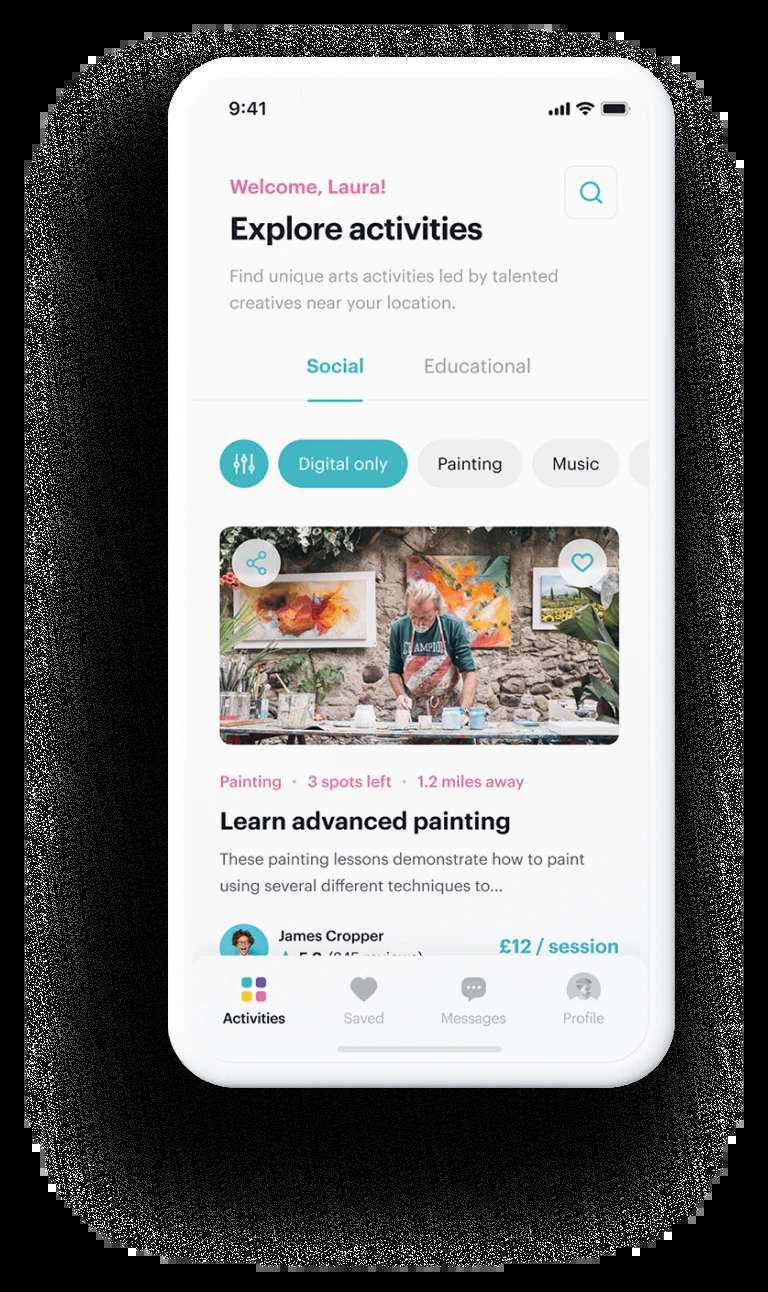 9:41
Welcome, Laura!
Explore activities
Find unique arts activities led by talented
creatives near your location.
Social Educational
Digital only Painting Music
CHAMPION
Painting • 3 spots left • 1.2 miles away
Learn advanced painting
These painting lessons demonstrate how to paint
using several different techniques to...
James Cropper
£12 / session
Activities Saved Messages Profile